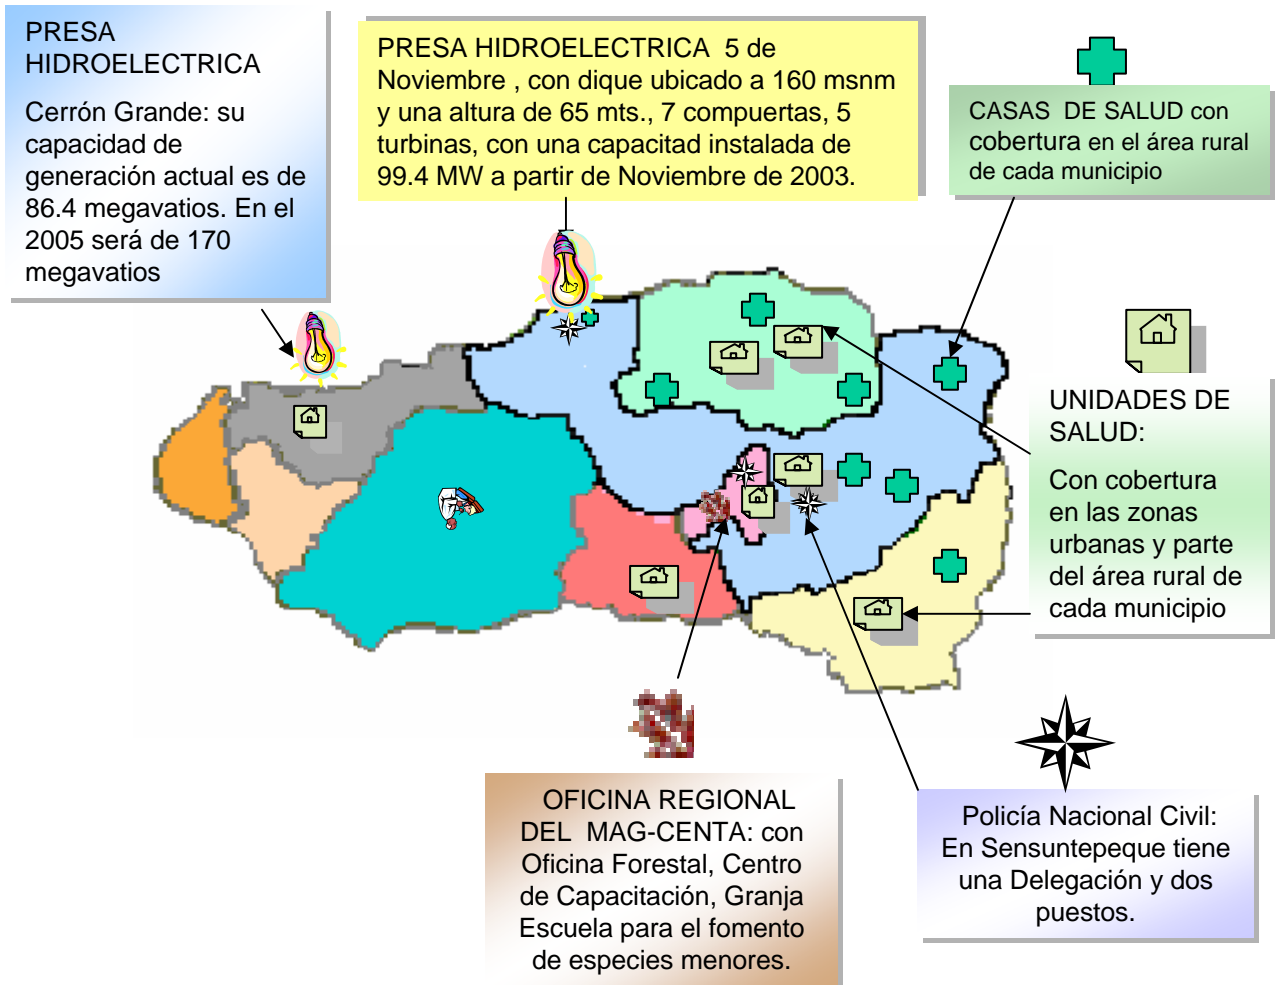 PRESA
HIDROELECTRICA
Cerrón Grande: su
capacidad de
generación actual es de
86.4 megavatios. En el
2005 será de 170
megavatios
PRESA HIDROELECTRICA 5 de
Noviembre , con dique ubicado a 160 msnm
y una altura de 65 mts., 7 compuertas, 5
turbinas, con una capacitad instalada de
99.4 MW a partir de Noviembre de 2003.
CASAS DE SALUD con
cobertura en el área rural
de cada municipio
UNIDADES DE
SALUD:
Con cobertura
en las zonas
urbanas y parte
del área rural de
cada municipio
OFICINA REGIONAL
DEL MAG-CENTA: con
Oficina Forestal, Centro
de Capacitación, Granja
Escuela para el fomento
de especies menores.
Policía Nacional Civil:
En Sensuntepeque tiene
una Delegación y dos
puestos.